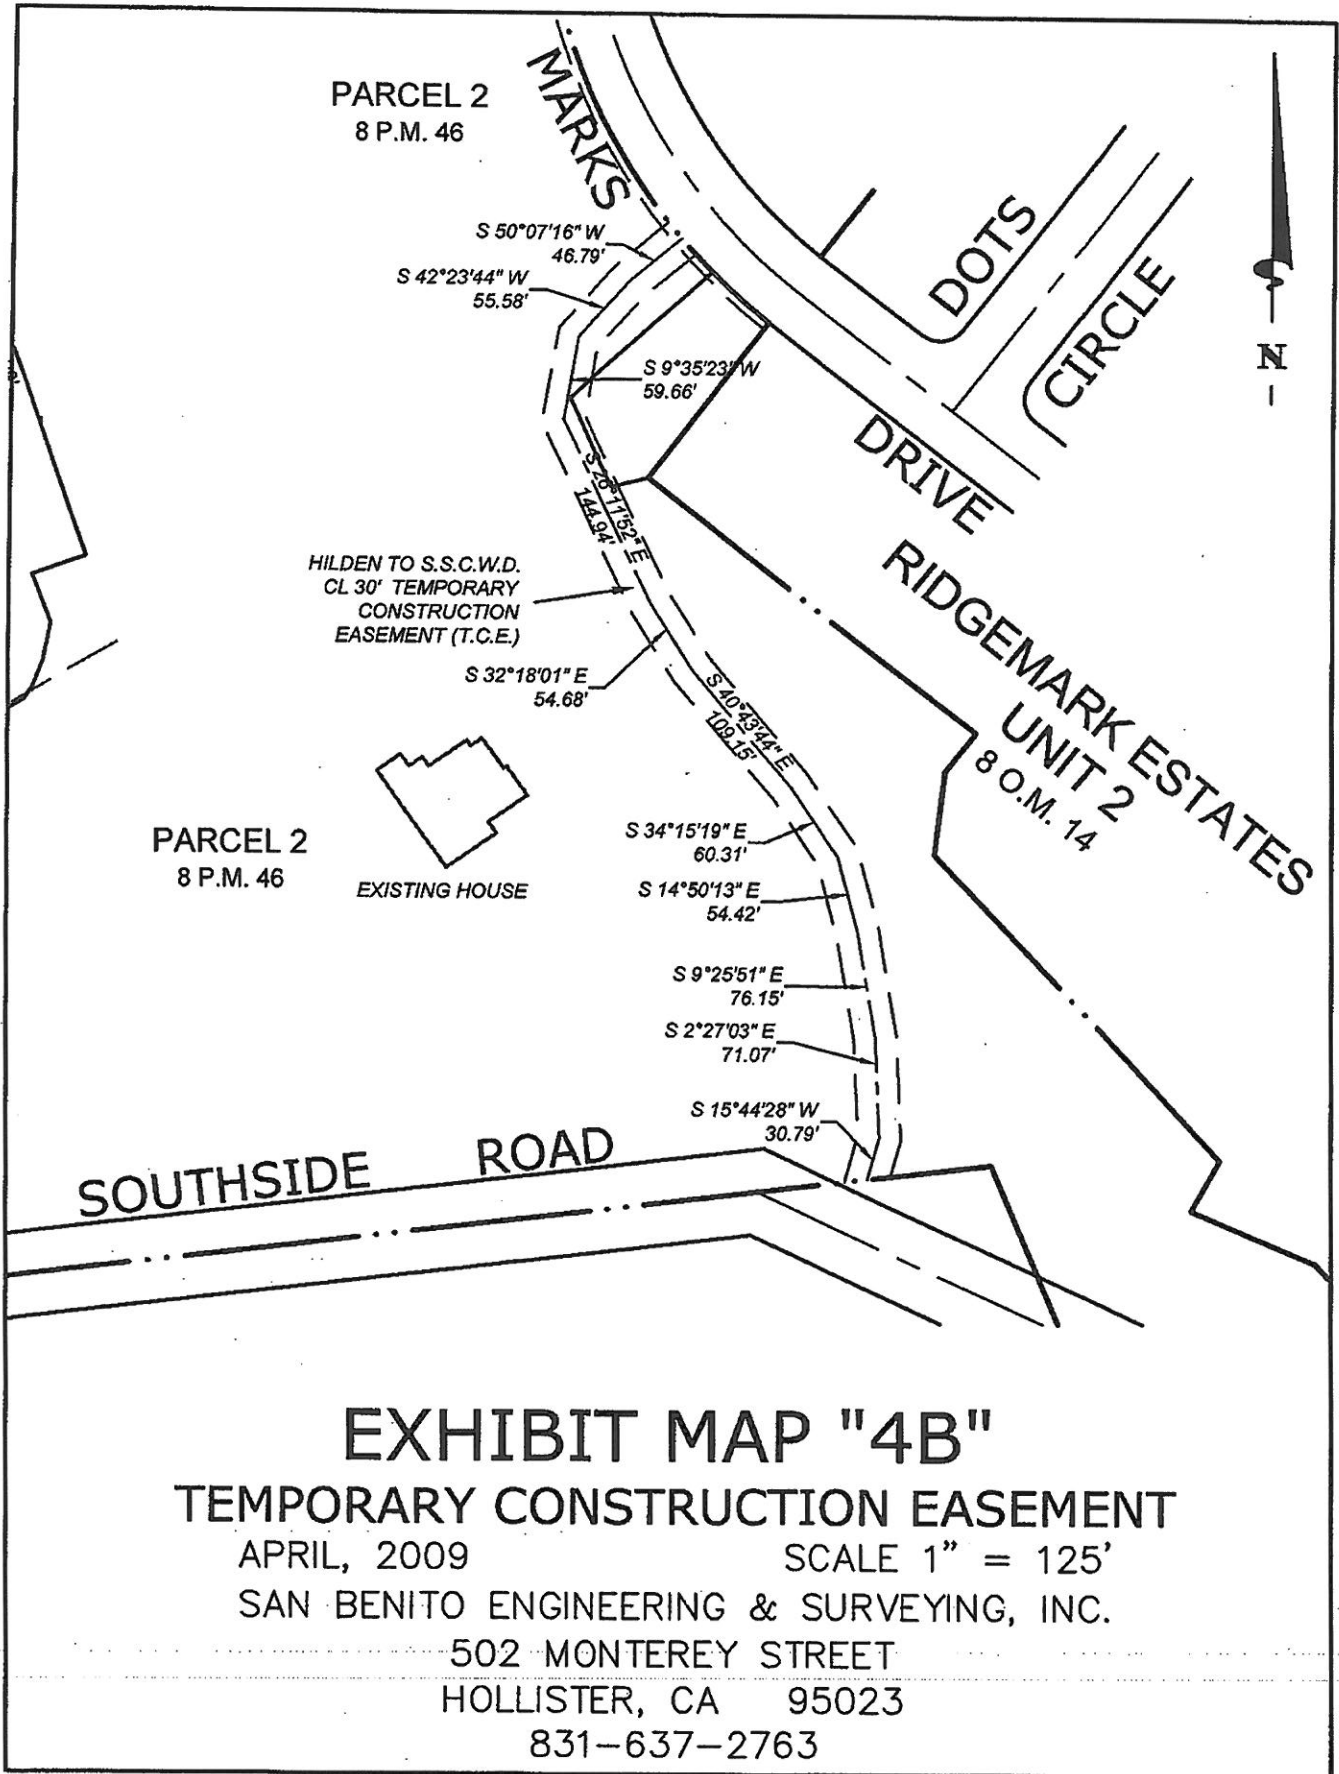 PARCEL 2
8 P.M. 46
MARKS
DOTS
CIRCLE
DRIVE
N
S 50°07'16" W
46.79'
S 42°23'44" W
55.58'
S 9°35'23" W
59.66'
S 26°11'52" E
144.94'
HILDEN TO S.S.C.W.D.
CL 30' TEMPORARY
CONSTRUCTION
EASEMENT (T.C.E.)
S 32°18'01" E
54.68'
S 40°43'44" E
109.15'
RIDGEMARK ESTATES
UNIT 2
8 O.M. 14
PARCEL 2
8 P.M. 46
EXISTING HOUSE
S 34°15'19" E
60.31'
S 14°50'13" E
54.42'
S 9°25'51" E
76.15'
S 2°27'03" E
71.07'
S 15°44'28" W
30.79'
SOUTHSIDE ROAD
EXHIBIT MAP "4B"
TEMPORARY CONSTRUCTION EASEMENT
APRIL, 2009 SCALE 1" = 125'
SAN BENITO ENGINEERING & SURVEYING, INC.
502 MONTEREY STREET
HOLLISTER, CA 95023
831-637-2763